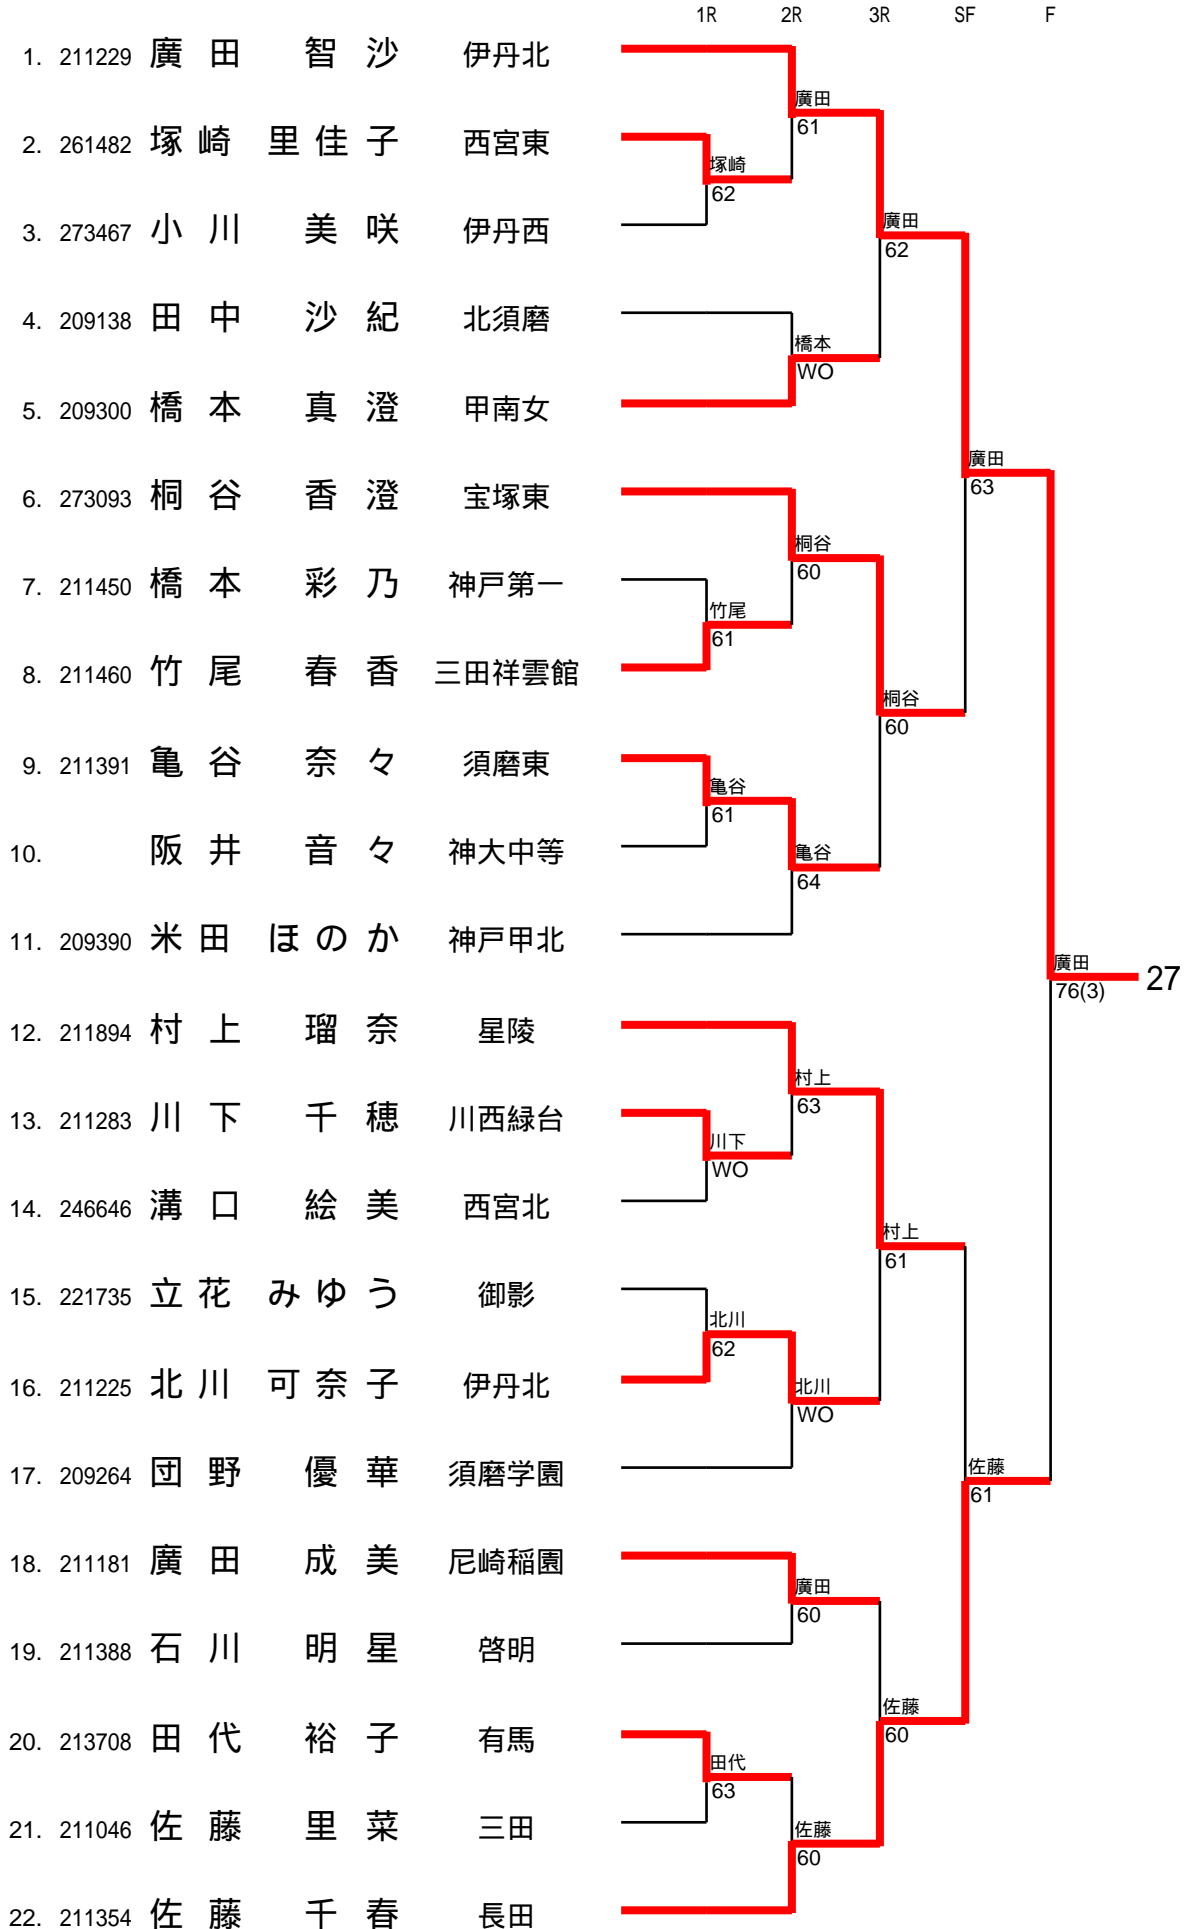 1R 2R 3R SF F
1. 211229 廣田 智沙 伊丹北
廣田
61
2. 261482 塚崎 里佳子 西宮東
塚崎
62
3. 273467 小川 美咲 伊丹西
廣田
62
4. 209138 田中 沙紀 北須磨
橋本
WO
5. 209300 橋本 真澄 甲南女
廣田
63
6. 273093 桐谷 香澄 宝塚東
桐谷
60
7. 211450 橋本 彩乃 神戸第一
竹尾
61
8. 211460 竹尾 春香 三田祥雲館
桐谷
60
9. 211391 亀谷 奈々 須磨東
亀谷
61
10. 阪井 音々 神大中等
亀谷
64
11. 209390 米田 ほのか 神戸甲北
廣田
76(3)
27
12. 211894 村上 瑠奈 星陵
村上
63
13. 211283 川下 千穂 川西緑台
川下
WO
14. 246646 溝口 絵美 西宮北
村上
61
15. 221735 立花 みゆう 御影
北川
62
16. 211225 北川 可奈子 伊丹北
北川
WO
17. 209264 団野 優華 須磨学園
佐藤
61
18. 211181 廣田 成美 尼崎稲園
廣田
60
19. 211388 石川 明星 啓明
佐藤
60
20. 213708 田代 裕子 有馬
田代
63
21. 211046 佐藤 里菜 三田
佐藤
60
22. 211354 佐藤 千春 長田